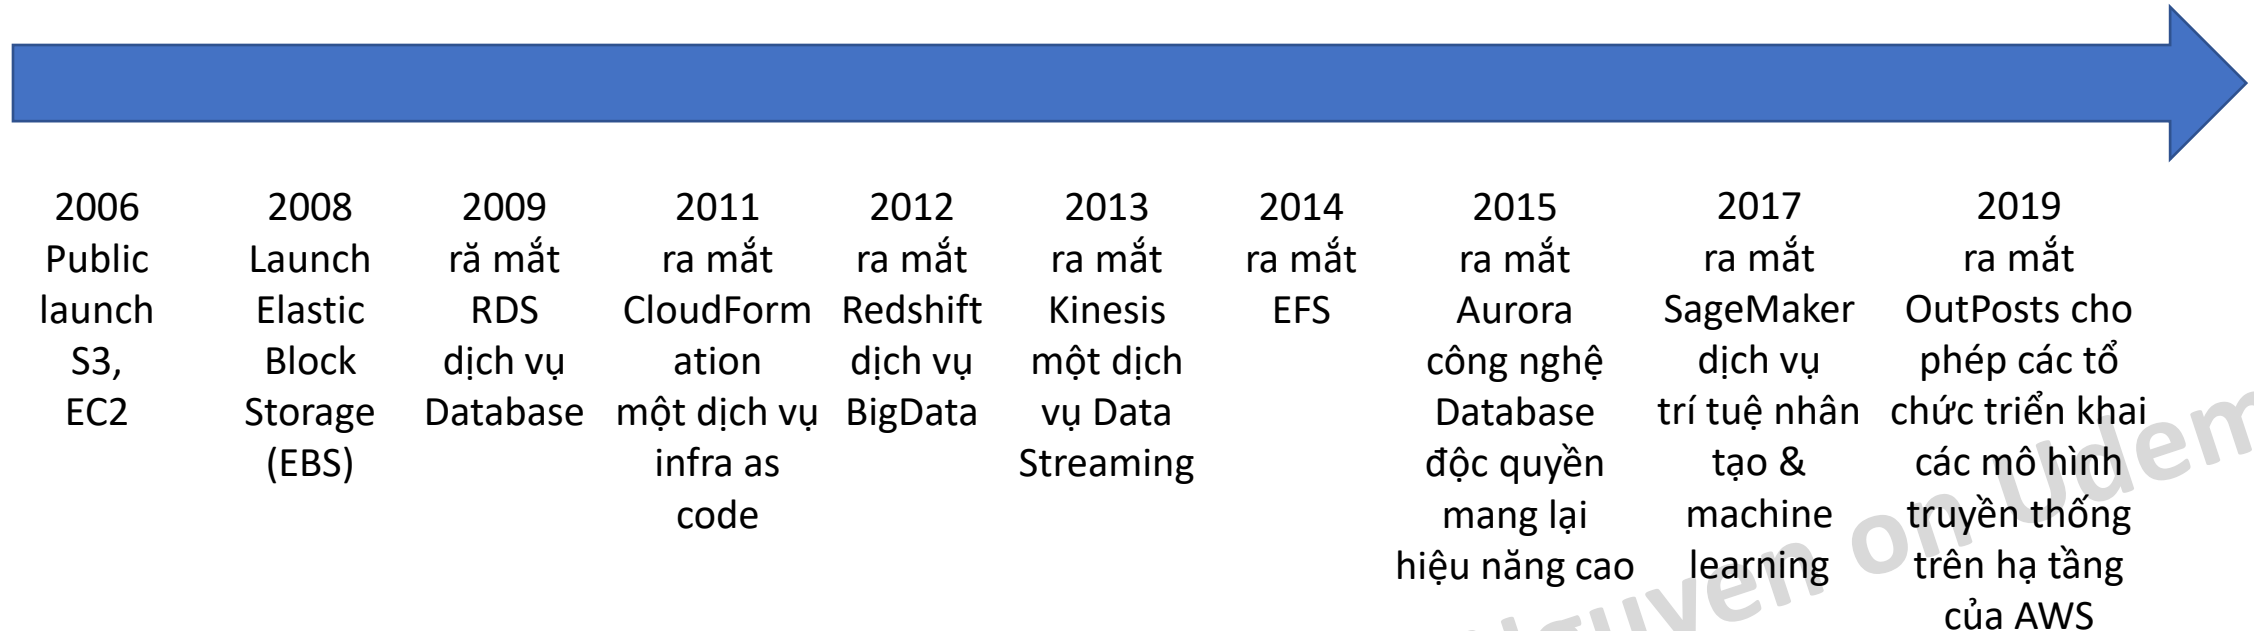 2006
Public
launch
S3,
EC2
2008
Launch
Elastic
Block
Storage
(EBS)
2009
ră mắt
RDS
dịch vụ
Database
2011
ra mắt
CloudForm
ation
một dịch vụ
infra as
code
2012
ra mắt
Redshift
dịch vụ
BigData
2013
ra mắt
Kinesis
một dịch
vụ Data
Streaming
2014
ra mắt
EFS
2015
ra mắt
Aurora
công nghệ
Database
độc quyền
mang lại
hiệu năng cao
2017
ra mắt
SageMaker
dịch vụ
trí tuệ nhân
tạo &
machine
learning
2019
ra mắt
OutPosts cho
phép các tổ
chức triển khai
các mô hình
truyền thống
trên hạ tầng
của AWS
Nguyen on Udem